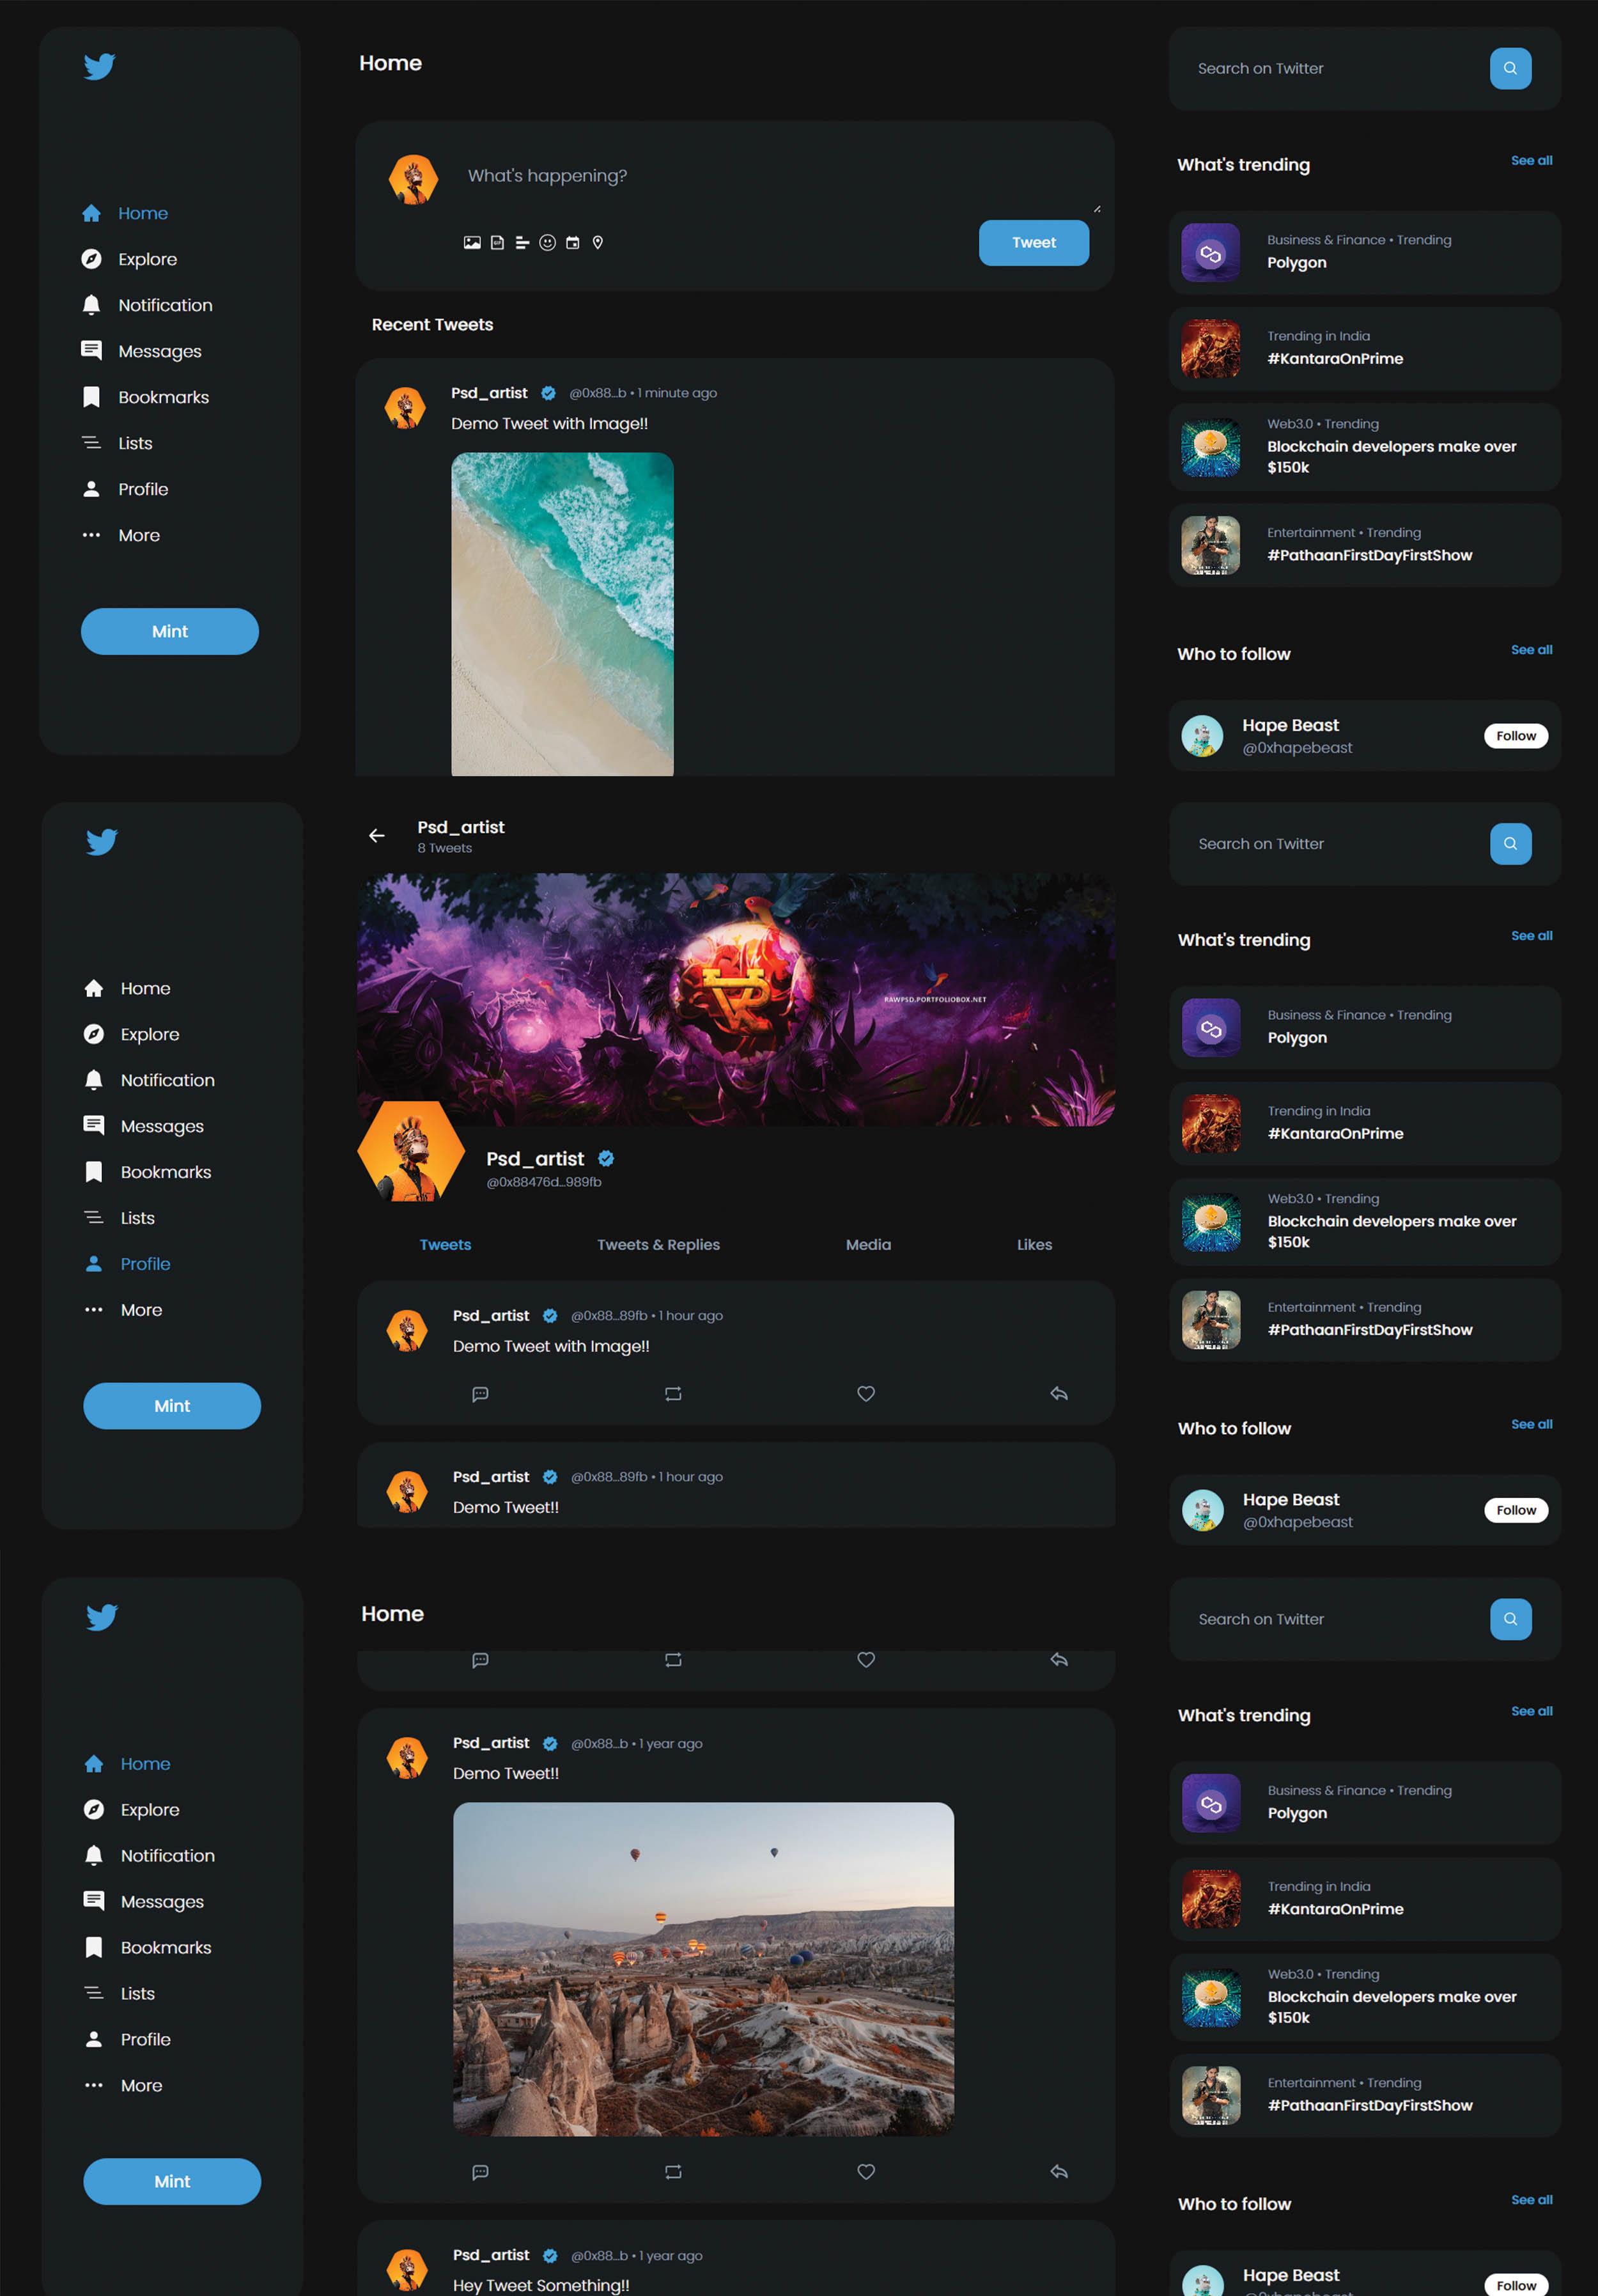 Home
Home
Explore
Notification
Messages
Bookmarks
Lists
Profile
More
Mint
What's happening?
GIF
Tweet
Recent Tweets
Psd_artist @0x88...b • 1 minute ago
Demo Tweet with Image!!
Search on Twitter
What's trending See all
Business & Finance • Trending
Polygon
Trending in India
#KantaraOnPrime
Web3.0 • Trending
Blockchain developers make over
$150k
Entertainment • Trending
#PathaanFirstDayFirstShow
Who to follow See all
Hape Beast
@0xhapebeast
Follow
Home
Explore
Notification
Messages
Bookmarks
Lists
Profile
More
Mint
Psd_artist
8 Tweets
RAWPSD.PORTFOLIOBOX.NET
Psd_artist
@0x88476d...989fb
Tweets Tweets & Replies Media Likes
Psd_artist @0x88...89fb • 1 hour ago
Demo Tweet with Image!!
Psd_artist @0x88...89fb • 1 hour ago
Demo Tweet!!
Search on Twitter
What's trending See all
Business & Finance • Trending
Polygon
Trending in India
#KantaraOnPrime
Web3.0 • Trending
Blockchain developers make over
$150k
Entertainment • Trending
#PathaanFirstDayFirstShow
Who to follow See all
Hape Beast
@0xhapebeast
Follow
Home
Explore
Notification
Messages
Bookmarks
Lists
Profile
More
Mint
Home
Psd_artist @0x88...b • 1 year ago
Demo Tweet!!
Psd_artist @0x88...b • 1 year ago
Hey Tweet Something!!
Search on Twitter
What's trending See all
Business & Finance • Trending
Polygon
Trending in India
#KantaraOnPrime
Web3.0 • Trending
Blockchain developers make over
$150k
Entertainment • Trending
#PathaanFirstDayFirstShow
Who to follow See all
Hape Beast
Follow